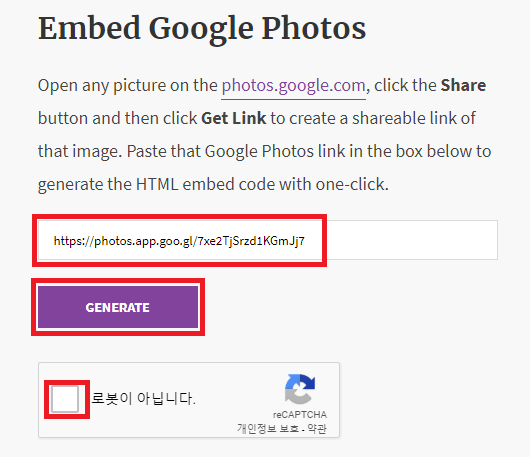 Embed Google Photos
Open any picture on the photos.google.com, click the Share
button and then click Get Link to create a shareable link of
that image. Paste that Google Photos link in the box below to
generate the HTML embed code with one-click.
https://photos.app.goo.gl/7xe2TjSrzd1KGmJj7
GENERATE
로봇이 아닙니다.
reCAPTCHA
개인정보 보호 - 약관